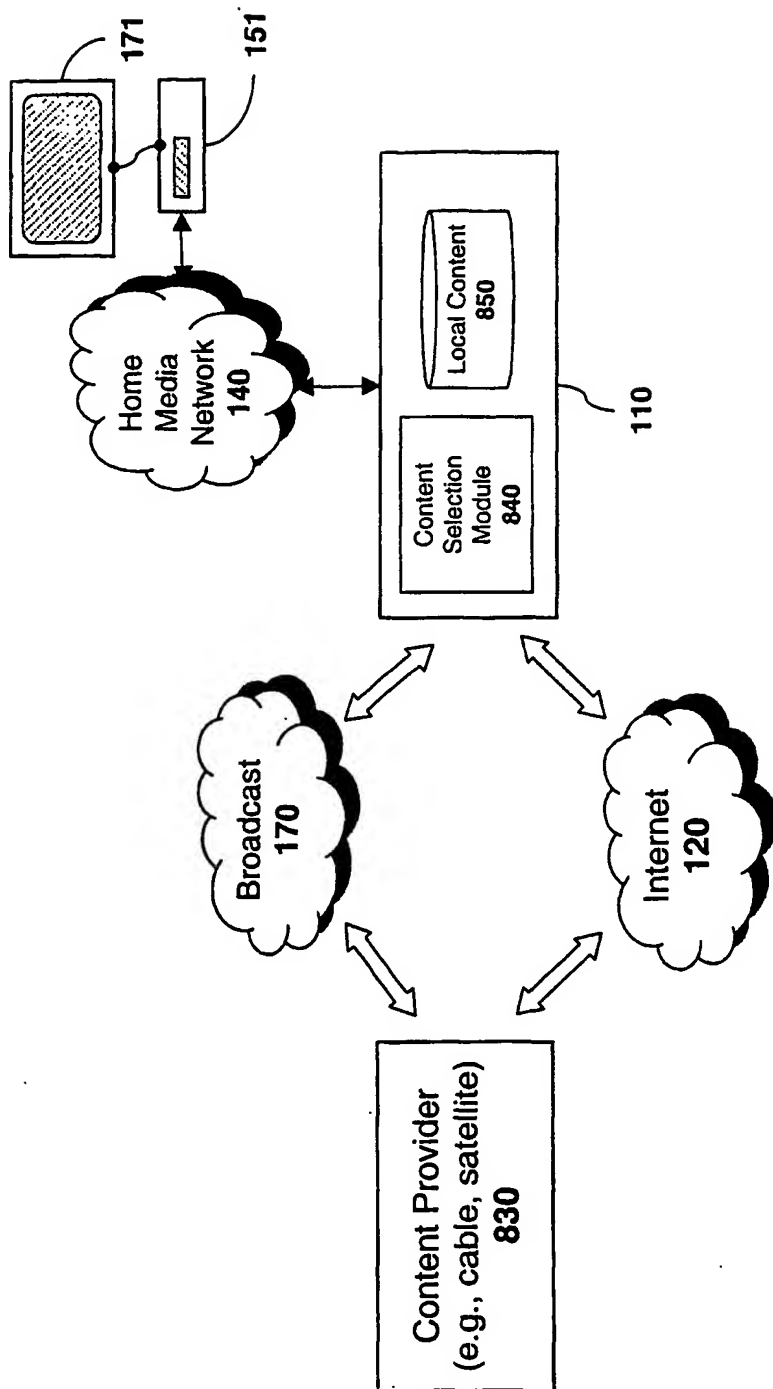 Content Provider
(e.g., cable, satellite)
830
Broadcast
170
Internet
120
Content
Selection
Module
840
Local Content
850
110
Home
Media
Network
140
171
151